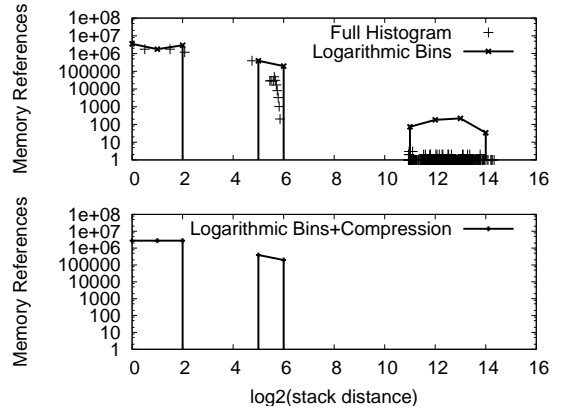 Memory References
1e+08
1e+07
1e+06
100000
10000
1000
100
10
1
0 2 4 6 8 10 12 14 16
Full Histogram
Logarithmic Bins
Memory References
1e+08
1e+07
1e+06
100000
10000
1000
100
10
1
0 2 4 6 8 10 12 14 16
Logarithmic Bins+Compression
log2(stack distance)